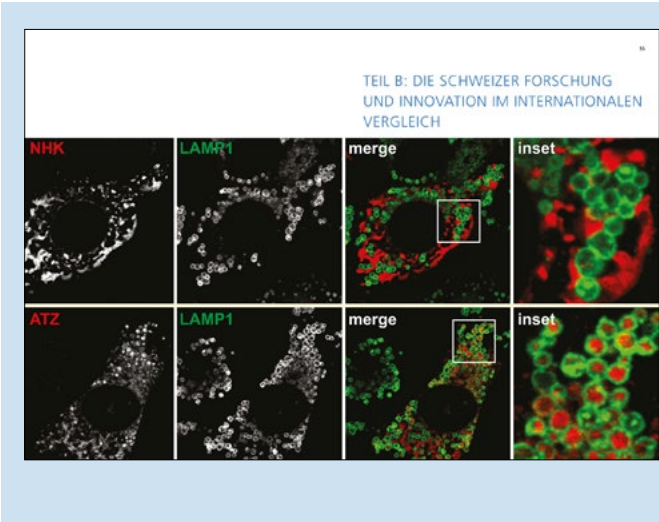 TEIL B: DIE SCHWEIZER FORSCHUNG
UND INNOVATION IM INTERNATIONALEN
VERGLEICH
NHK LAMP1 merge inset
ATZ LAMP1 merge inset